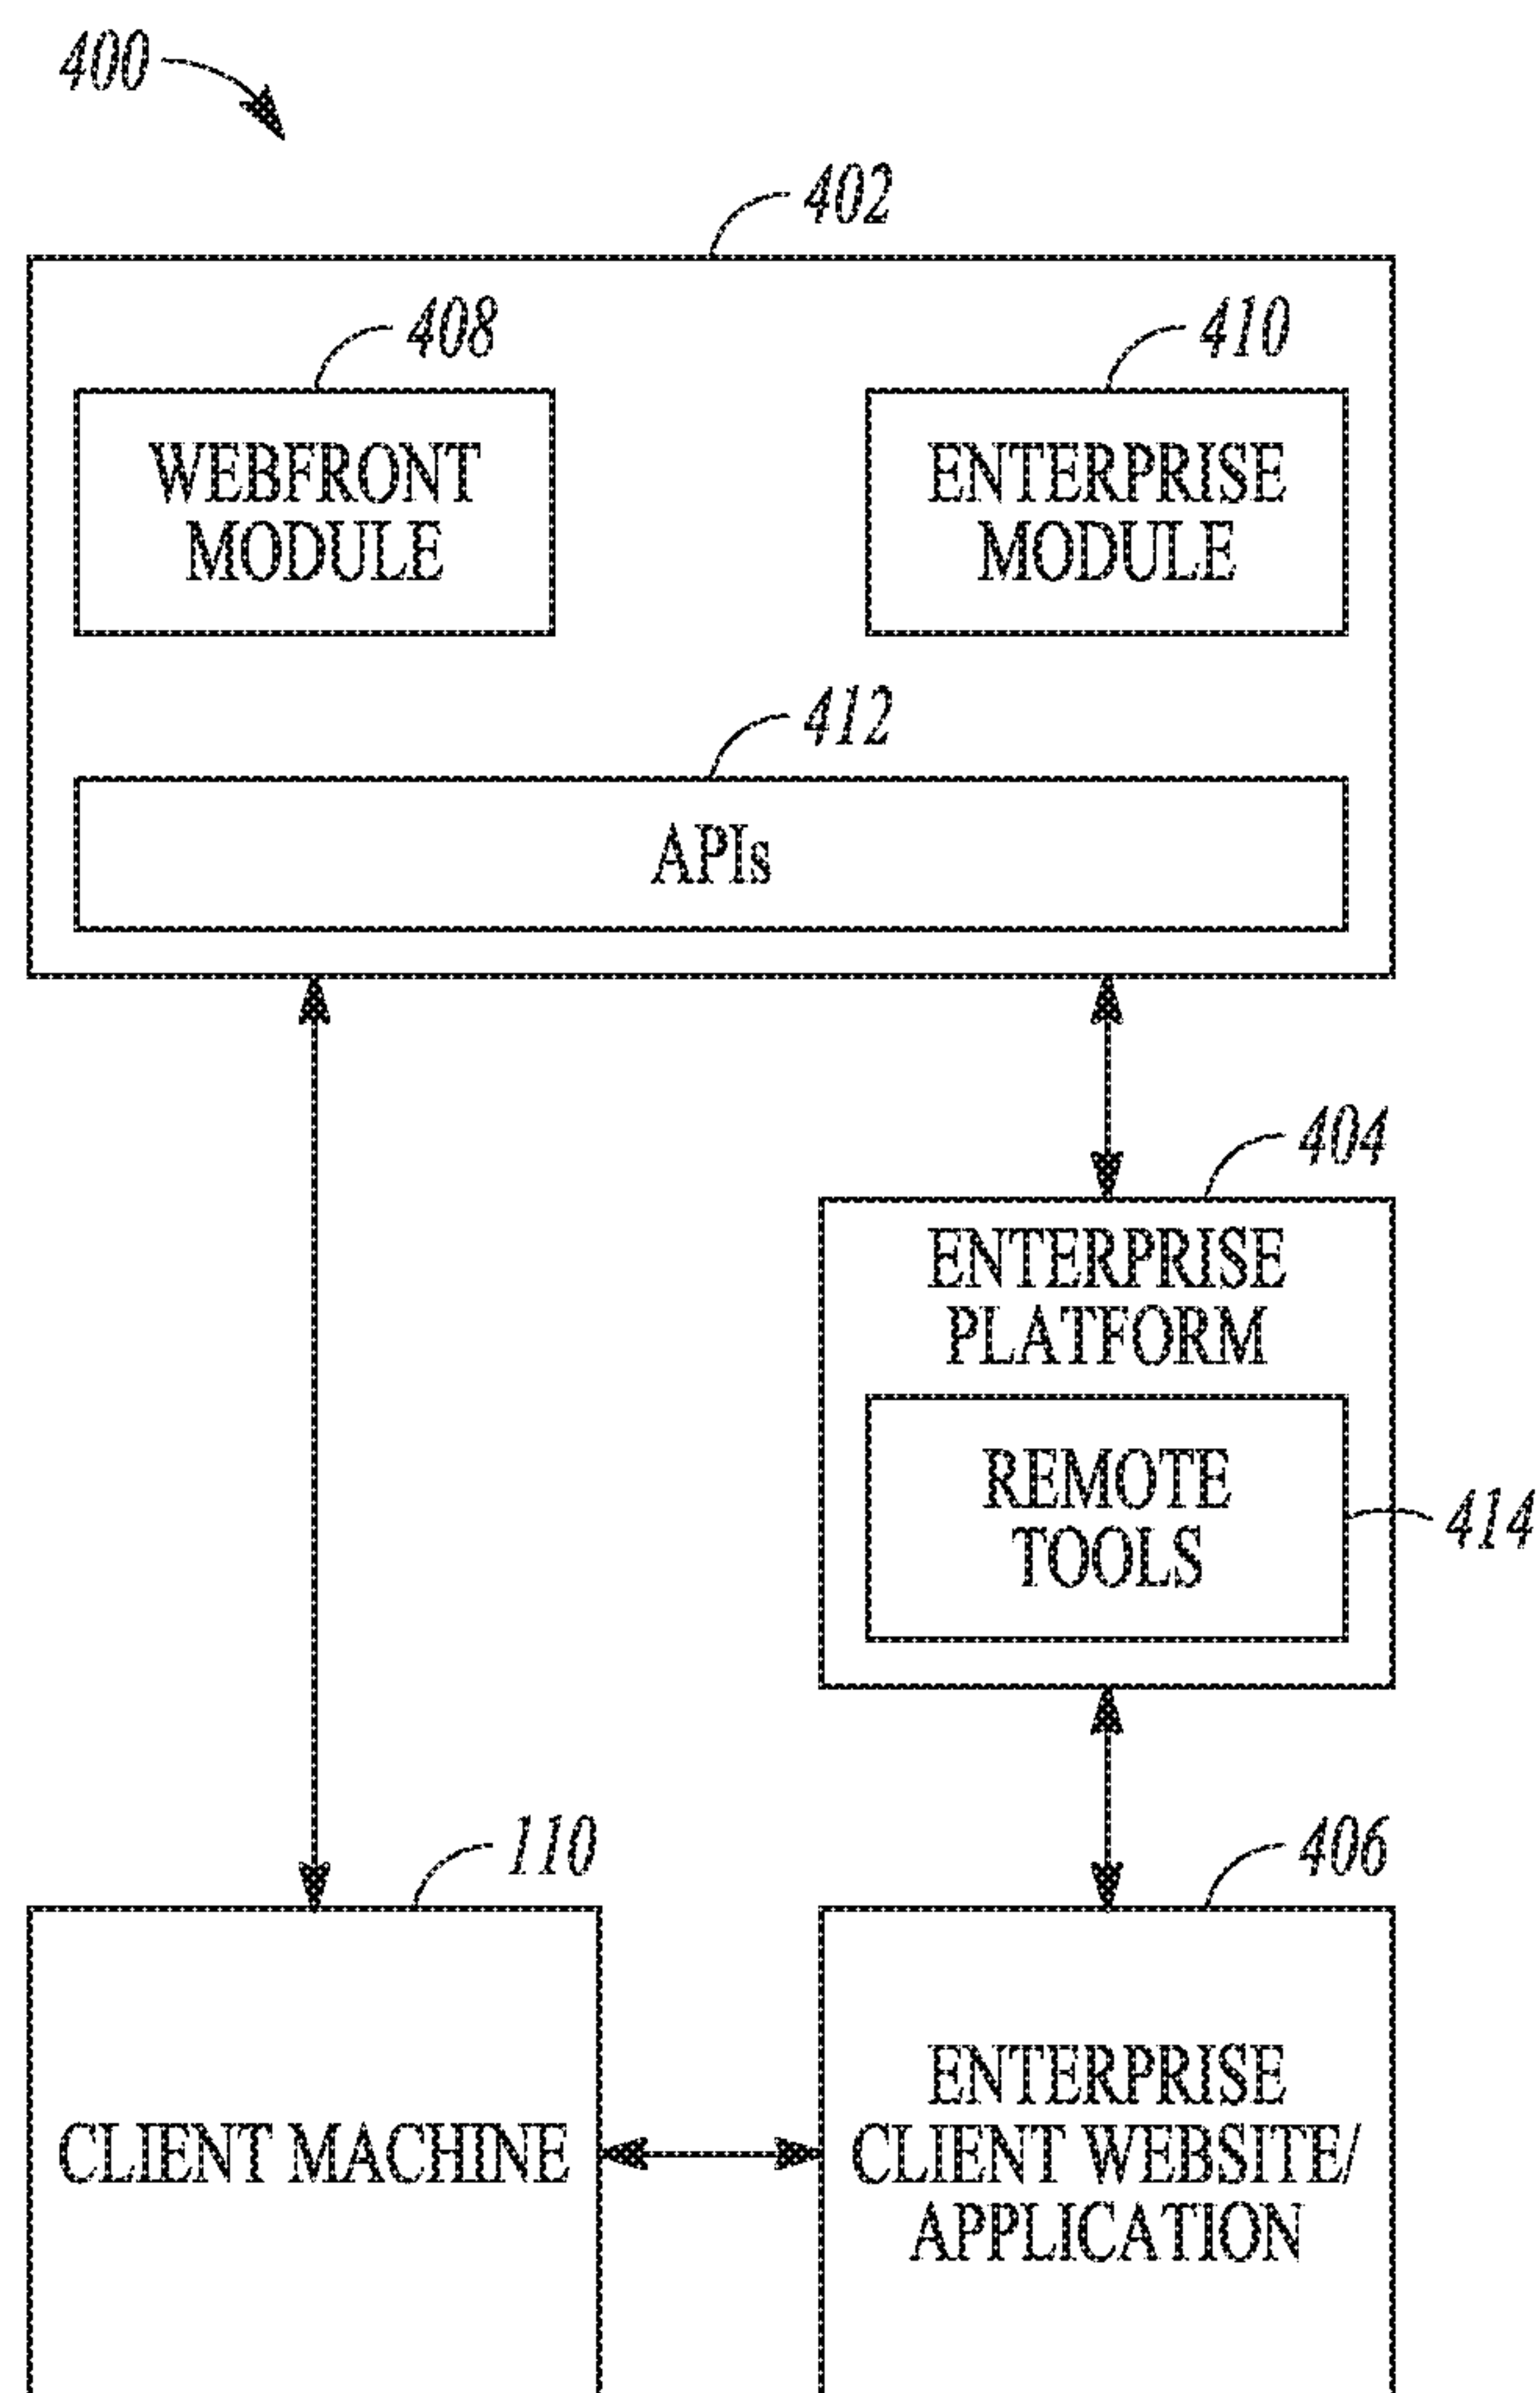 400
402
408
410
WEBFRONT
MODULE
ENTERPRISE
MODULE
412
APIs
404
ENTERPRISE
PLATFORM
REMOTE
TOOLS
414
110
406
CLIENT MACHINE
ENTERPRISE
CLIENT WEBSITE/
APPLICATION